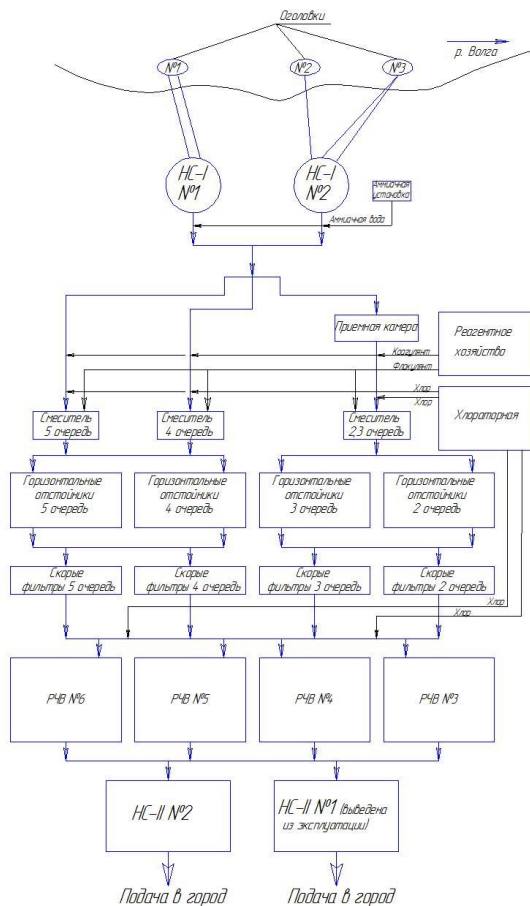 Оголовки
р. Волга
№1
№2
№3
НС-I
№1
НС-I
№2
Аммиачная
установка
Аммиачная вода
Приемная камера
Реагентное
хозяйство
Коагулент
Флокулент
Хлор
Хлор
Хлораторная
Смеситель
5 очередь
Смеситель
4 очередь
Смеситель
2,3 очередь
Горизонтальные
отстойники
5 очередь
Горизонтальные
отстойники
4 очередь
Горизонтальные
отстойники
3 очередь
Горизонтальные
отстойники
2 очередь
Скорые
фильтры 5 очередь
Скорые
фильтры 4 очередь
Скорые
фильтры 3 очередь
Скорые
фильтры 2 очередь
Хлор
Хлор
РЧВ №6
РЧВ №5
РЧВ №4
РЧВ №3
НС-II №2
НС-II №1 (выведена
из эксплуатации)
Подача в город
Подача в город